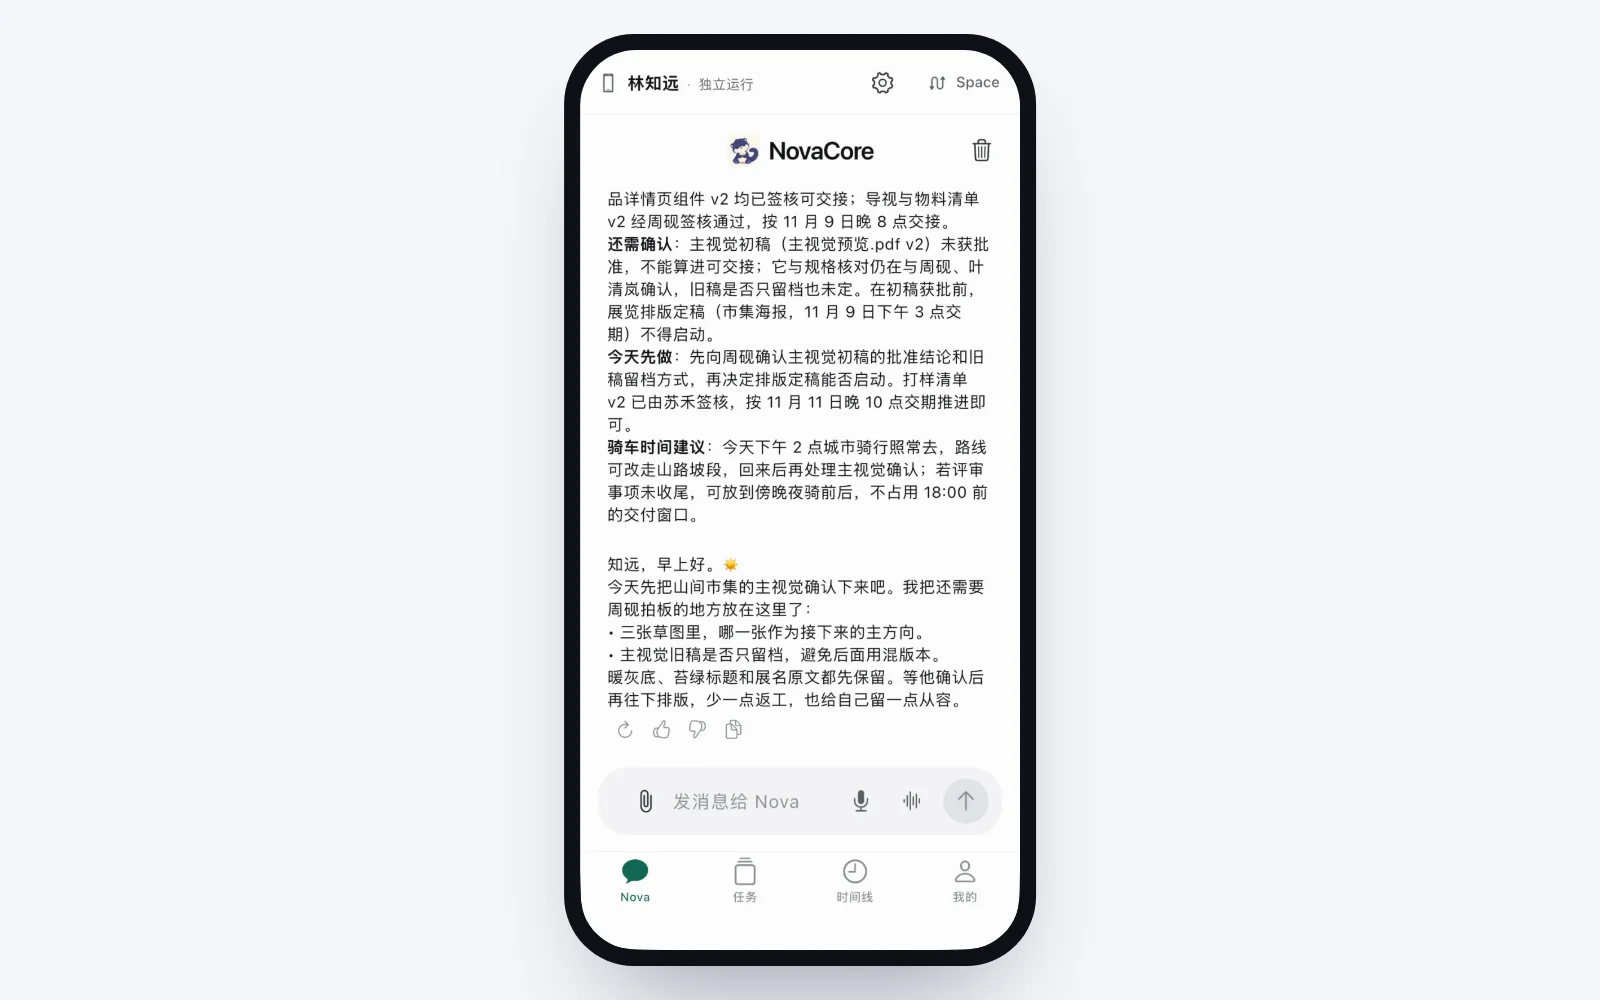 林知远 · 独立运行
Space
NovaCore
品详情页组件 v2 均已签核可交接；导视与物料清单
v2 经周砚签核通过，按 11 月 9 日晚 8 点交接。
还需确认：主视觉初稿（主视觉预览.pdf v2）未获批
准，不能算进可交接；它与规格核对仍在与周砚、叶
清岚确认，旧稿是否只留档也未定。在初稿获批前，
展览排版定稿（市集海报，11 月 9 日下午 3 点交
期）不得启动。
今天先做：先向周砚确认主视觉初稿的批准结论和旧
稿留档方式，再决定排版定稿能否启动。打样清单
v2 已由苏禾签核，按 11 月 11 日晚 10 点交期推进即
可。
骑车时间建议：今天下午 2 点城市骑行照常去，路线
可改走山路坡段，回来后再处理主视觉确认；若评审
事项未收尾，可放到傍晚夜骑前后，不占用 18:00 前
的交付窗口。
知远，早上好。☀️
今天先把山间市集的主视觉确认下来吧。我把还需要
周砚拍板的地方放在这里了：
• 三张草图里，哪一张作为接下来的主方向。
• 主视觉旧稿是否只留档，避免后面用混版本。
暖灰底、苔绿标题和展名原文都先保留。等他确认后
再往下排版，少一点返工，也给自己留一点从容。
发消息给 Nova
Nova
任务
时间线
我的